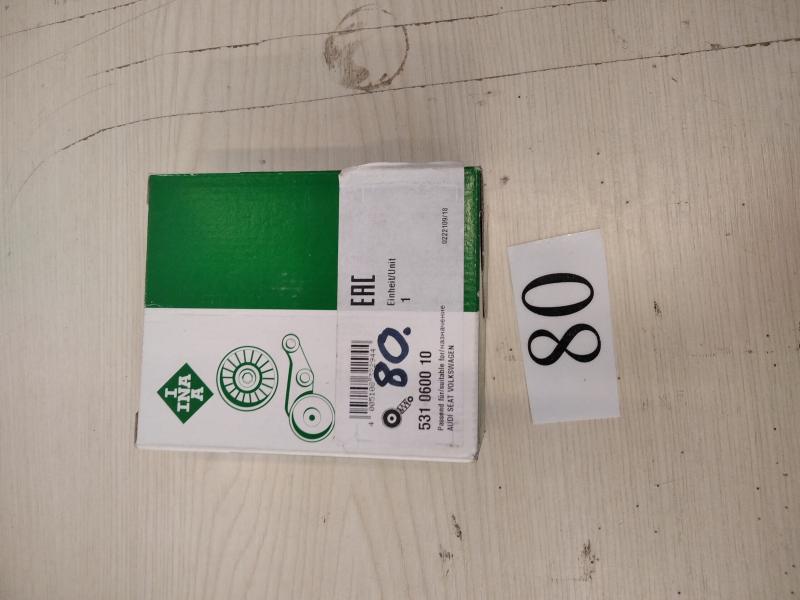 I
INA
A
EAC
Einheit/Unit
1
0222109/18
80.
531 0600 10
Passend für/suitable for/назначение
AUDI SEAT VOLKSWAGEN
80